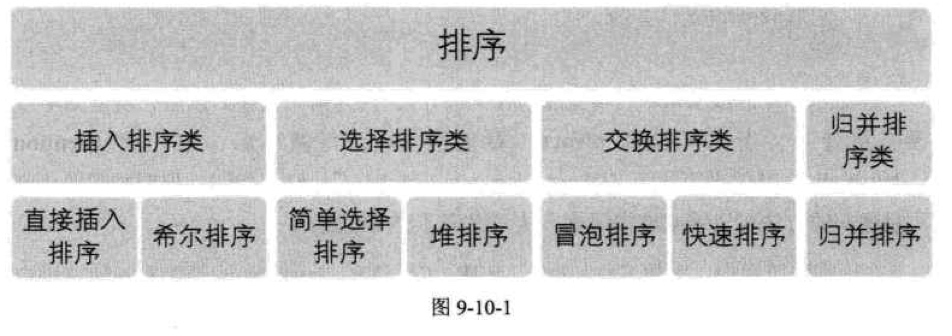 排序
插入排序类 选择排序类 交换排序类 归并排
序类
直接插入
排序 希尔排序 简单选择
排序 堆排序 冒泡排序 快速排序 归并排序
图 9-10-1